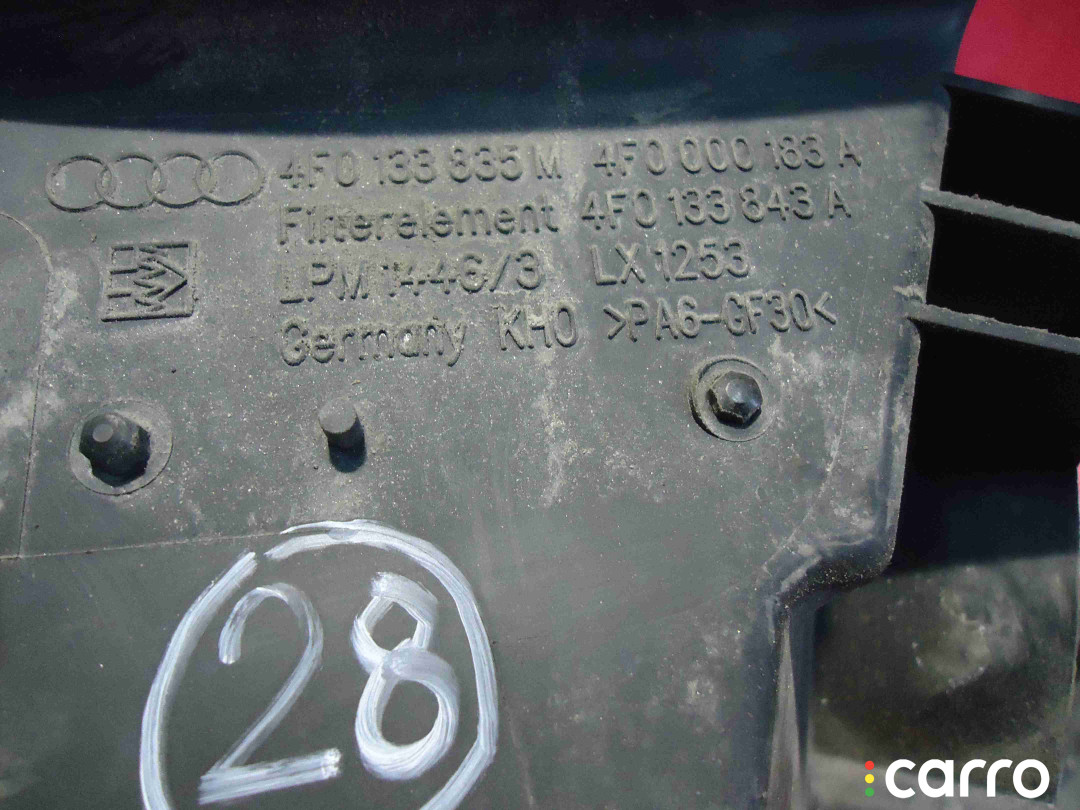 4F0 133 835 M 4F0 000 183 A
Filterelement 4F0 133 843 A
LPM 1446/3 LX 1253
Germany KHO >PA6-GF30<
28
carro